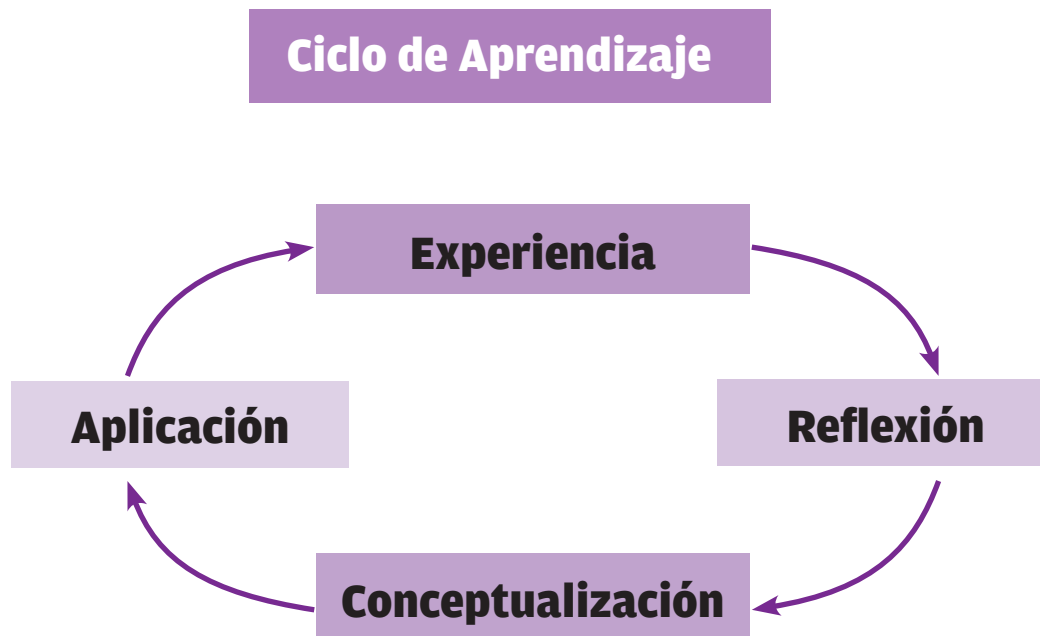 Ciclo de Aprendizaje
Experiencia
Aplicación
Reflexión
Conceptualización